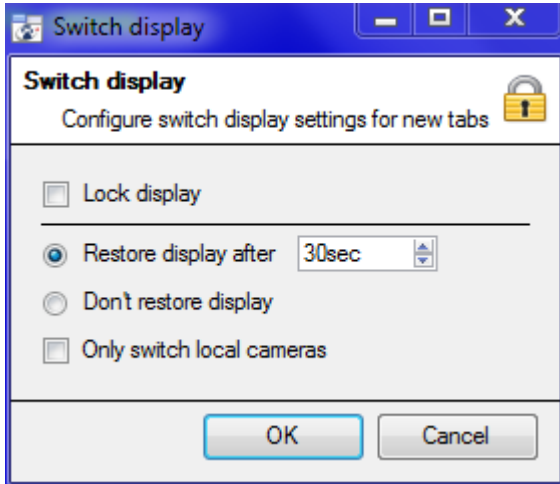 Switch display
Switch display
Configure switch display settings for new tabs
Lock display
Restore display after 30sec
Don't restore display
Only switch local cameras
OK Cancel